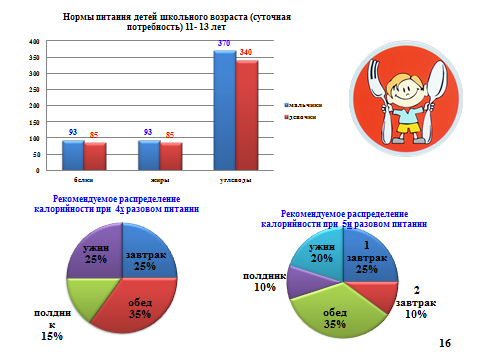 Нормы питания детей школьного возраста (суточная
потребность) 11- 13 лет
400
350
300
250
200
150
100
50
0
93
85
93
85
370
340
белки
жиры
углеводы
мальчики
девочки
Рекомендуемое распределение
калорийности при 4х разовом питании
ужин
25%
завтрак
25%
обед
35%
полдни
к
15%
Рекомендуемое распределение
калорийности при 5и разовом питании
ужин
20%
1
завтрак
25%
полдник
10%
2
завтрак
10%
обед
35%
16